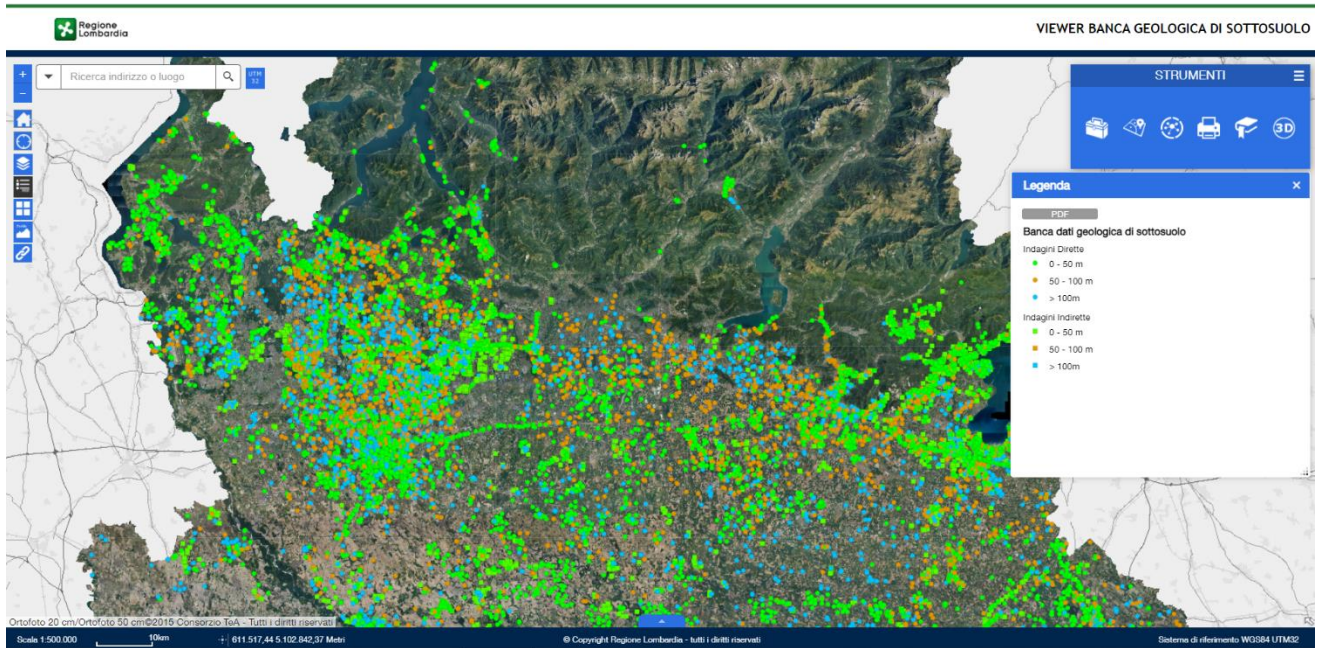 Regione
Lombardia
VIEWER BANCA GEOLOGICA DI SOTTOSUOLO
+
Ricerca indirizzo o luogo
UTM
32
STRUMENTI
−
3D
Legenda
×
PDF
Banca dati geologica di sottosuolo
Indagini Dirette
0 - 50 m
50 - 100 m
> 100m
Indagini Indirette
0 - 50 m
50 - 100 m
> 100m
Ortofoto 20 cm/Ortofoto 50 cm©2015 Consorzio TeA - Tutti i diritti riservati
Scala 1:500.000
10km
611.517,44 5.102.842,37 Metri
© Copyright Regione Lombardia - tutti i diritti riservati
Sistema di riferimento WGS84 UTM32